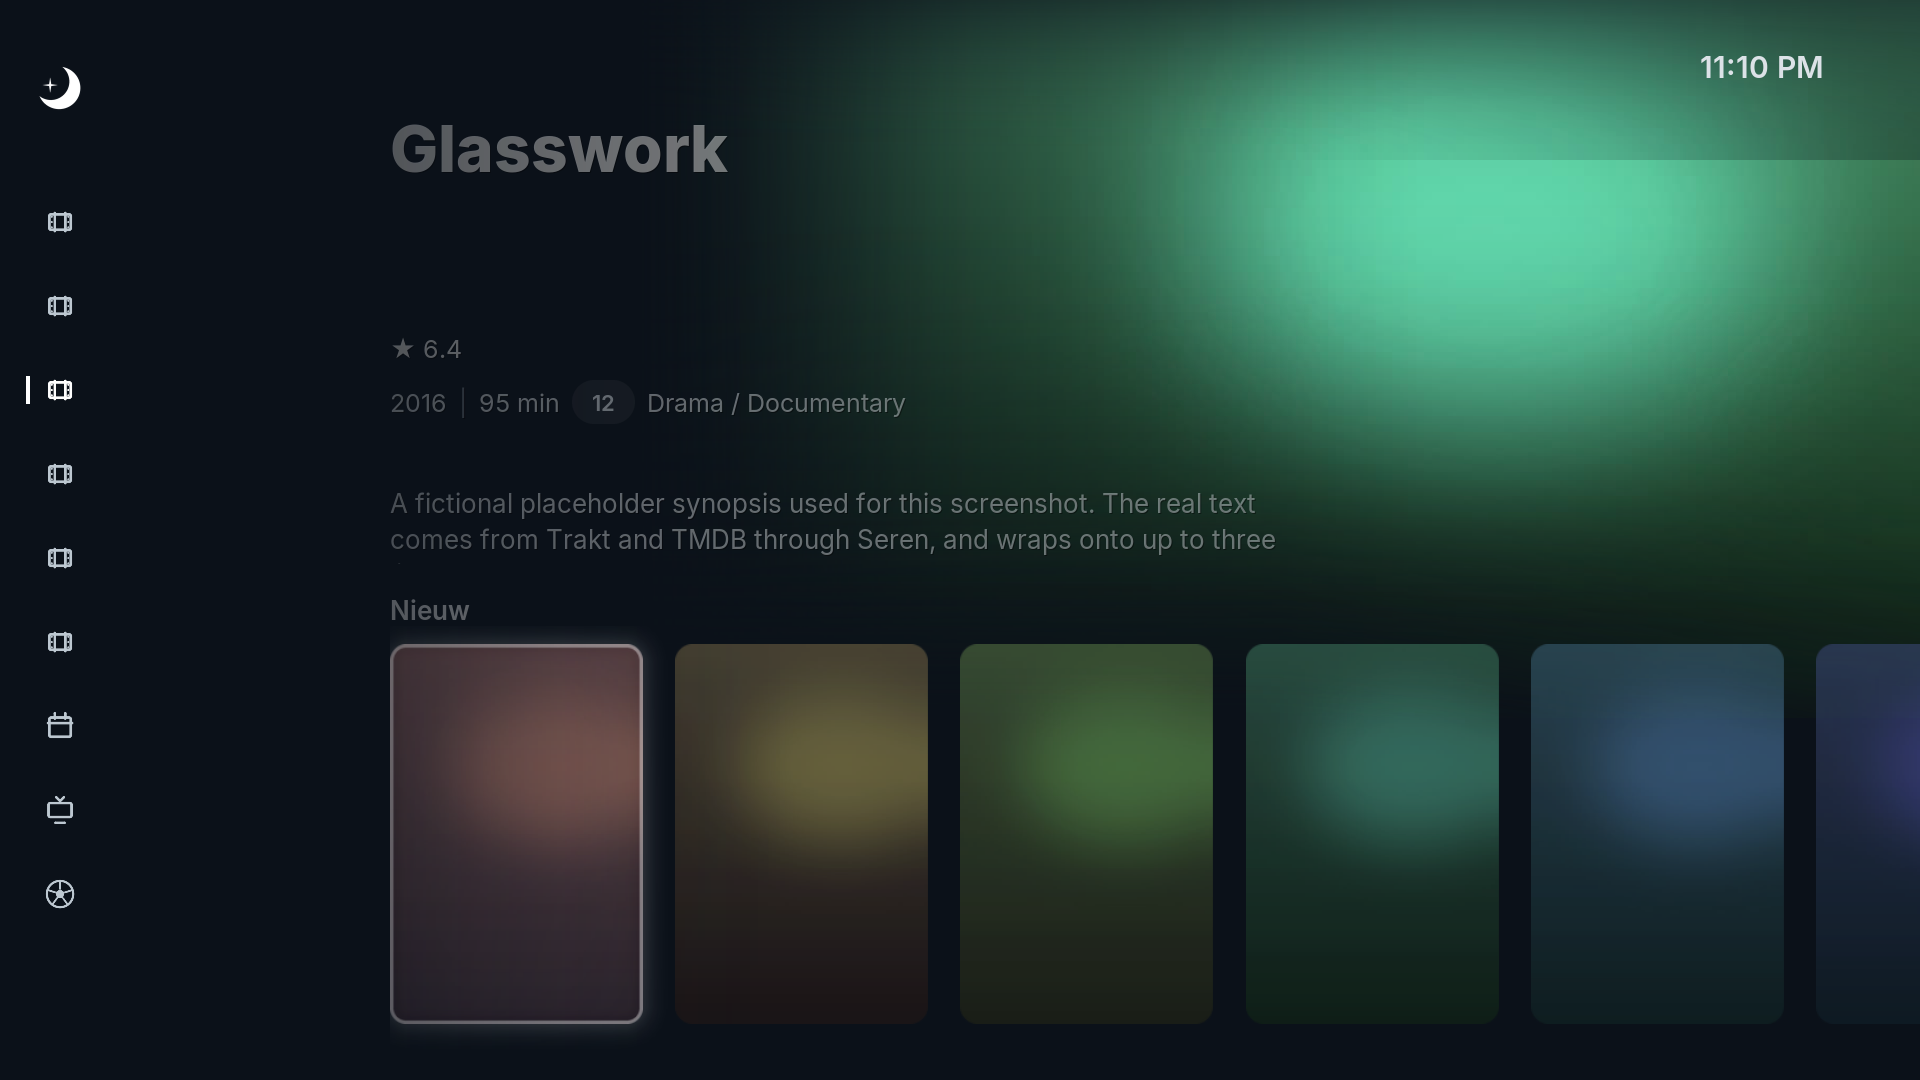 11:10 PM
Glasswork
★ 6.4
2016 | 95 min 12 Drama / Documentary
A fictional placeholder synopsis used for this screenshot. The real text
comes from Trakt and TMDB through Seren, and wraps onto up to three
Nieuw